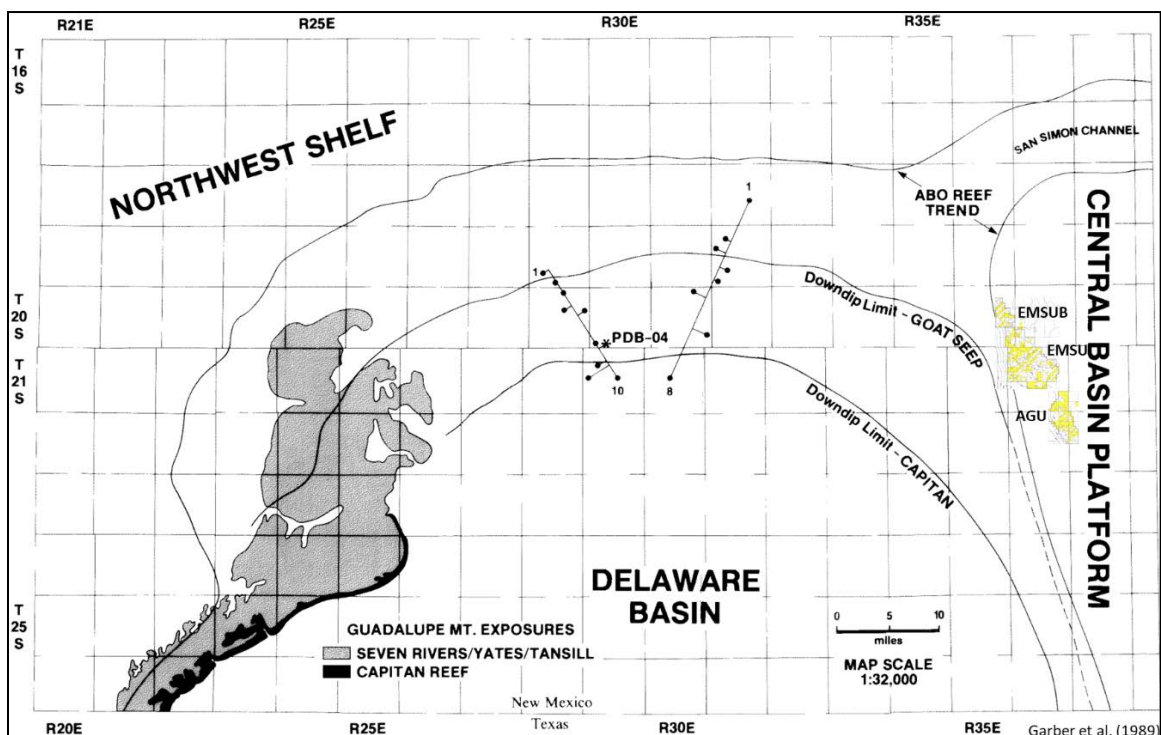 R21E R25E R30E R35E
T
16
S
NORTHWEST SHELF
SAN SIMON CHANNEL
ABO REEF
TREND
1
1
CENTRAL BASIN PLATFORM
Downdip Limit - GOAT SEEP
T
20
S
EMSUB
PDB-04
EMSU
T
21
S
10
8
AGU
Downdip Limit - CAPITAN
DELAWARE
BASIN
T
25
S
GUADALUPE MT. EXPOSURES
SEVEN RIVERS/YATES/TANSILL
CAPITAN REEF
0 5 10
miles
MAP SCALE
1:32,000
New Mexico
Texas
R20E R25E R30E R35E
Garber et al. (1989)